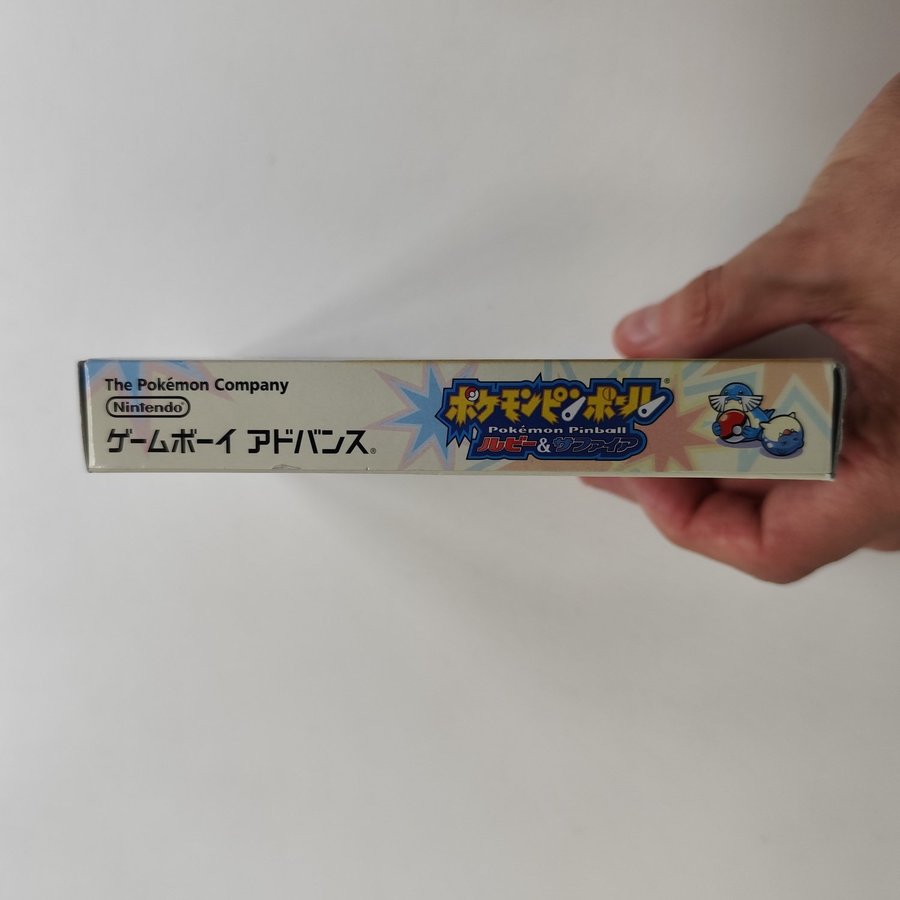 The Pokémon Company
Nintendo
ゲームボーイ アドバンス®
ポケモンピンボール®
Pokémon Pinball
ルビー&サファイア